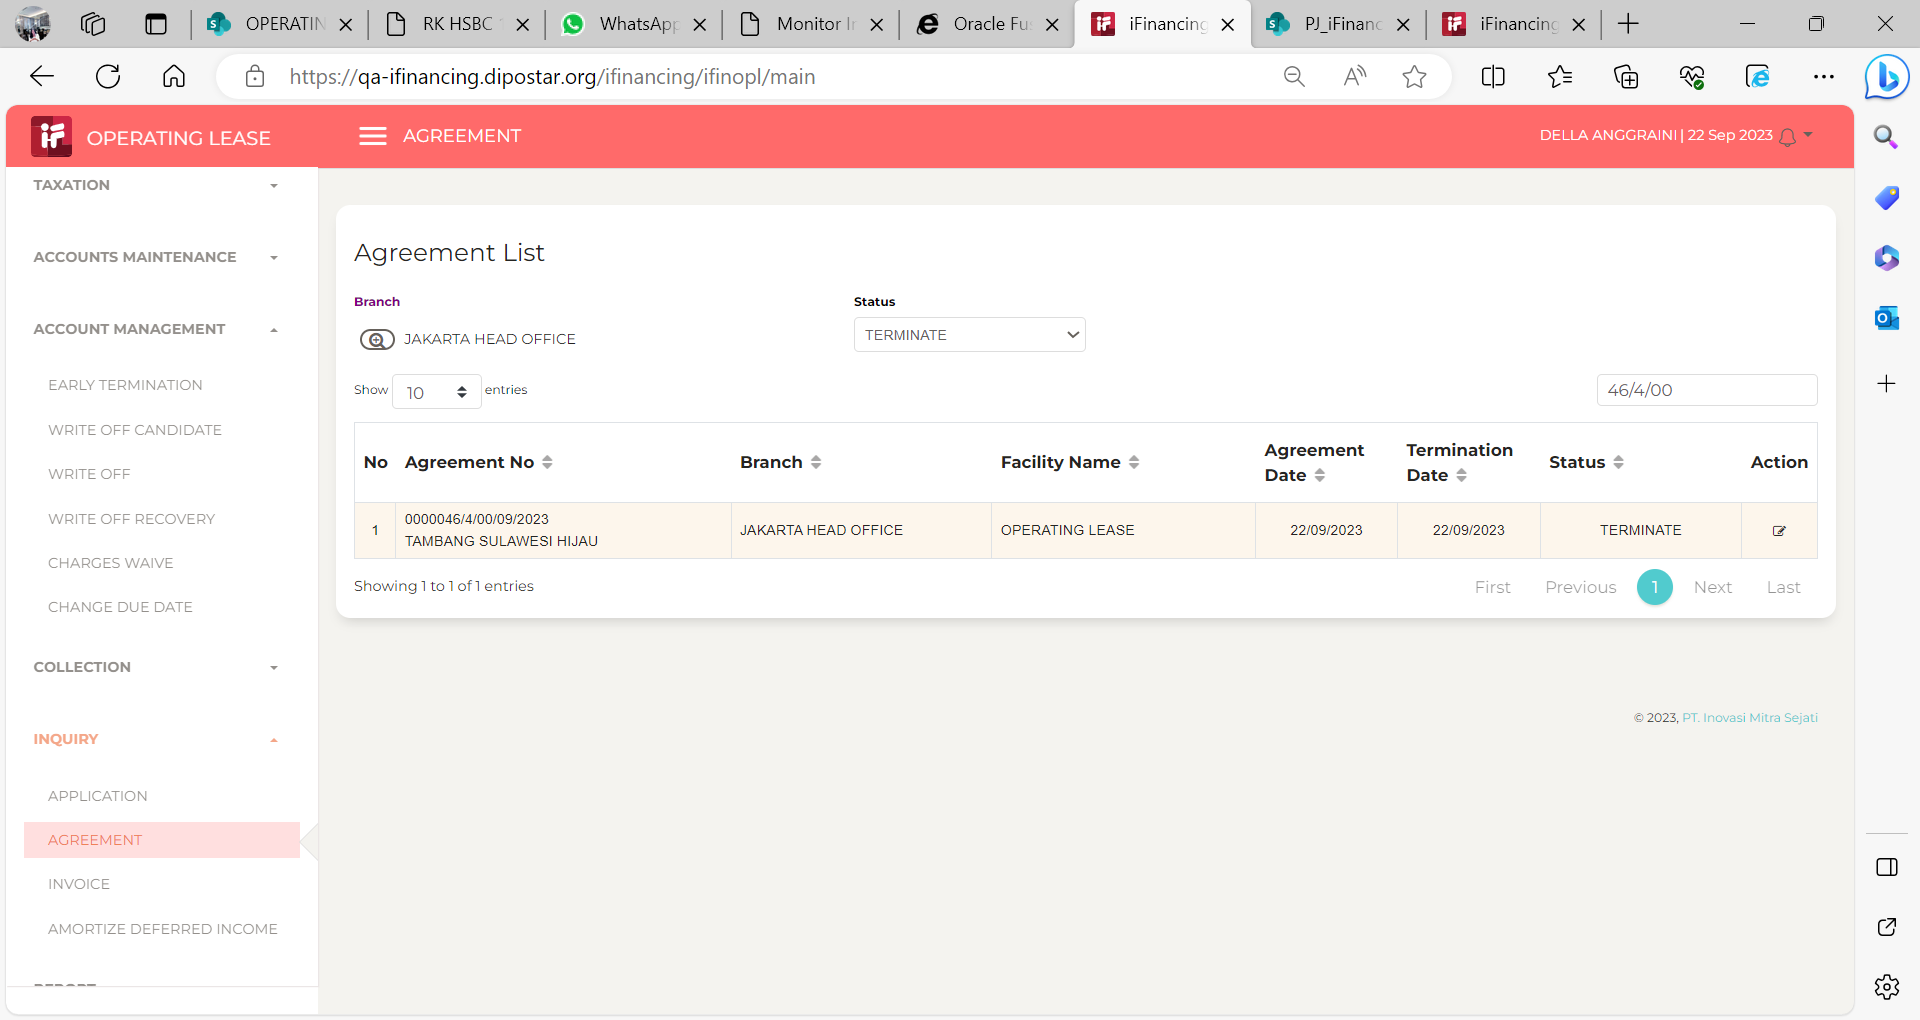 OPERATIN
RK HSBC
WhatsApp
Monitor In
Oracle Fus
iFinancing
PJ_iFinanc
iFinancing
https://qa-ifinancing.dipostar.org/ifinancing/ifinopl/main
iF OPERATING LEASE
AGREEMENT
DELLA ANGGRAINI | 22 Sep 2023
TAXATION
ACCOUNTS MAINTENANCE
ACCOUNT MANAGEMENT
EARLY TERMINATION
WRITE OFF CANDIDATE
WRITE OFF
WRITE OFF RECOVERY
CHARGES WAIVE
CHANGE DUE DATE
COLLECTION
INQUIRY
APPLICATION
AGREEMENT
INVOICE
AMORTIZE DEFERRED INCOME
REPORT
Agreement List
Branch
JAKARTA HEAD OFFICE
Status
TERMINATE
Show 10 entries
46/4/00
No Agreement No Branch Facility Name Agreement Date Termination Date Status Action
1 0000046/4/00/09/2023 JAKARTA HEAD OFFICE OPERATING LEASE 22/09/2023 22/09/2023 TERMINATE
TAMBANG SULAWESI HIJAU
Showing 1 to 1 of 1 entries
First Previous 1 Next Last
© 2023, PT. Inovasi Mitra Sejati